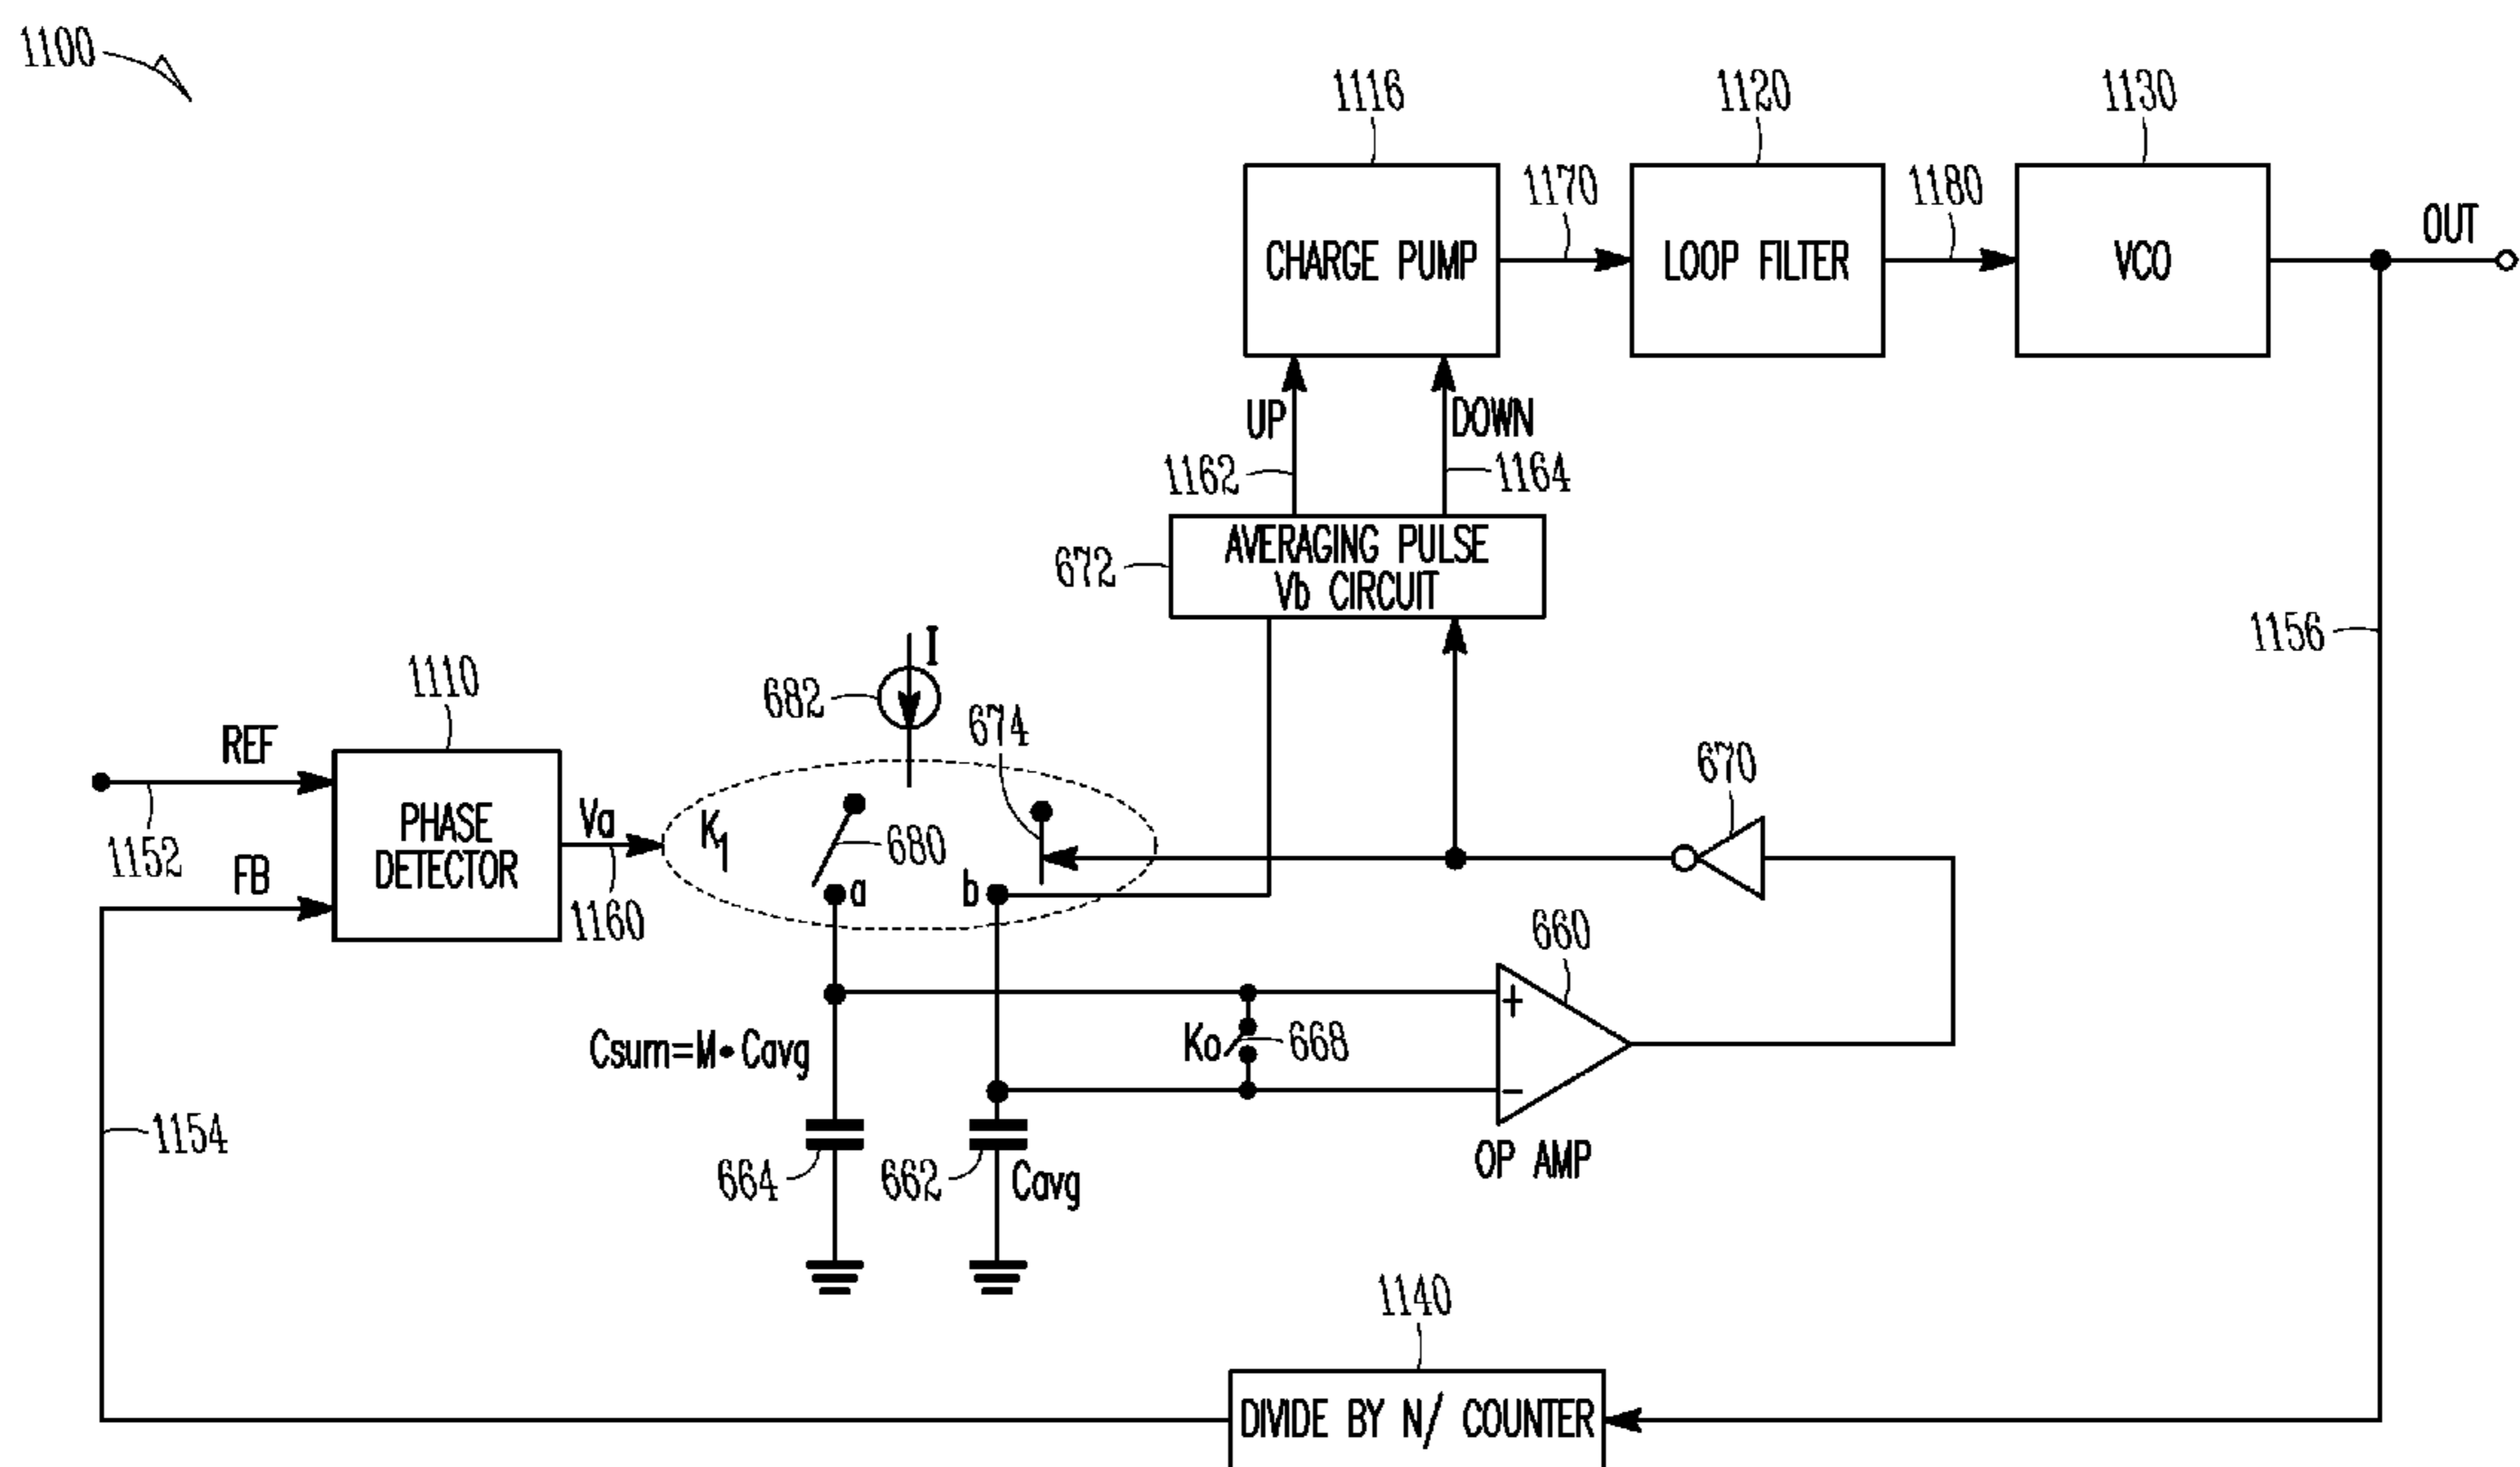 1100
1116
1120
1130
1170
1180
OUT
CHARGE PUMP
LOOP FILTER
VCO
UP
DOWN
1162
1164
AVERAGING PULSE
Vb CIRCUIT
672
1156
I
682
674
1110
REF
670
PHASE
DETECTOR
Va
K1
680
1152
FB
a
b
1160
660
+
Csum=M•Cavg
Ko
668
−
1154
OP AMP
664
662
Cavg
1140
DIVIDE BY N/ COUNTER